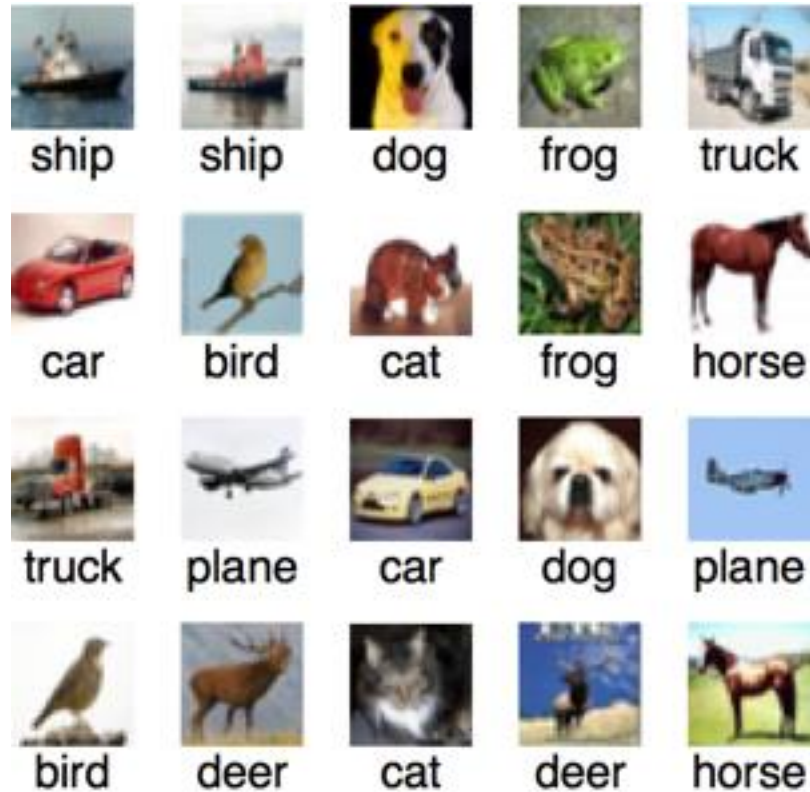 ship ship dog frog truck
car bird cat frog horse
truck plane car dog plane
bird deer cat deer horse